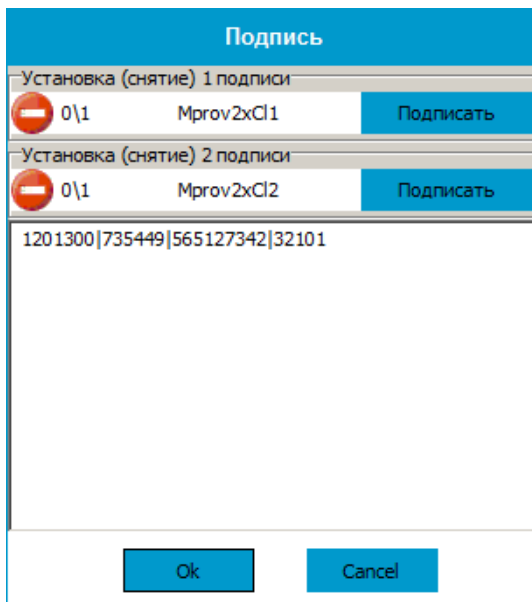 Подпись
Установка (снятие) 1 подписи
0\1 Mprov2xCl1 Подписать
Установка (снятие) 2 подписи
0\1 Mprov2xCl2 Подписать
1201300|735449|565127342|32101
Ok Cancel